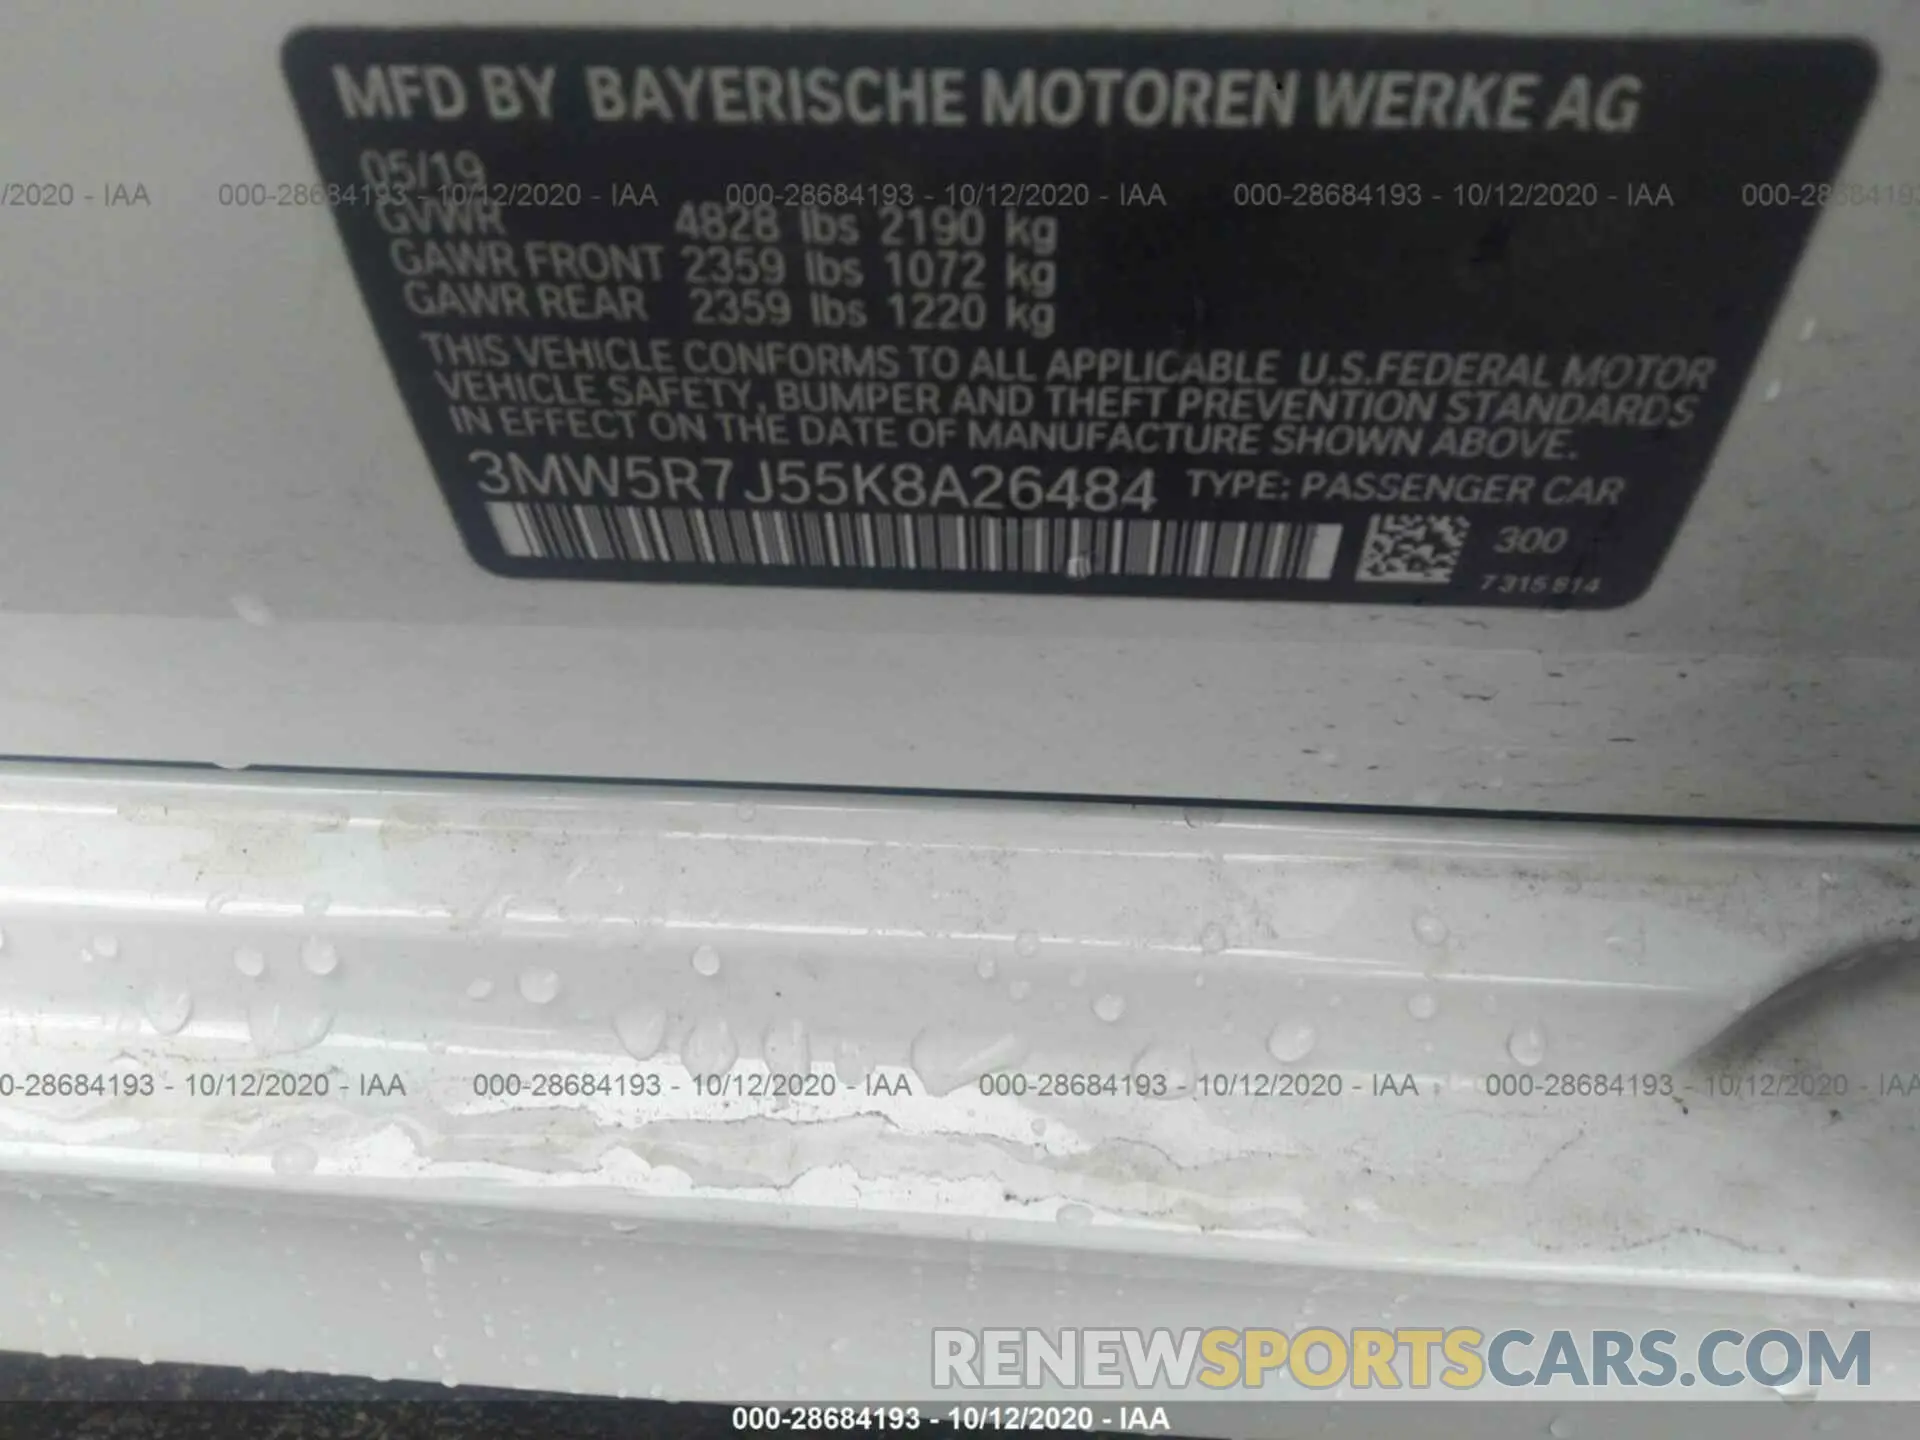 MFD BY BAYERISCHE MOTOREN WERKE AG
05/19
/2020 - IAA 000-28684193 - 10/12/2020 - IAA 000-28684193 - 10/12/2020 - IAA 000-28684193 - 10/12/2020 - IAA 000-28684193
GVWR 4828 lbs 2190 kg
GAWR FRONT 2359 lbs 1072 kg
GAWR REAR 2359 lbs 1220 kg
THIS VEHICLE CONFORMS TO ALL APPLICABLE U.S.FEDERAL MOTOR
VEHICLE SAFETY, BUMPER AND THEFT PREVENTION STANDARDS
IN EFFECT ON THE DATE OF MANUFACTURE SHOWN ABOVE.
3MW5R7J55K8A26484 TYPE: PASSENGER CAR
300
7315814
0-28684193 - 10/12/2020 - IAA 000-28684193 - 10/12/2020 - IAA 000-28684193 - 10/12/2020 - IAA 000-28684193 - 10/12/2020 - IAA
RENEWSPORTSCARS.COM
000-28684193 - 10/12/2020 - IAA